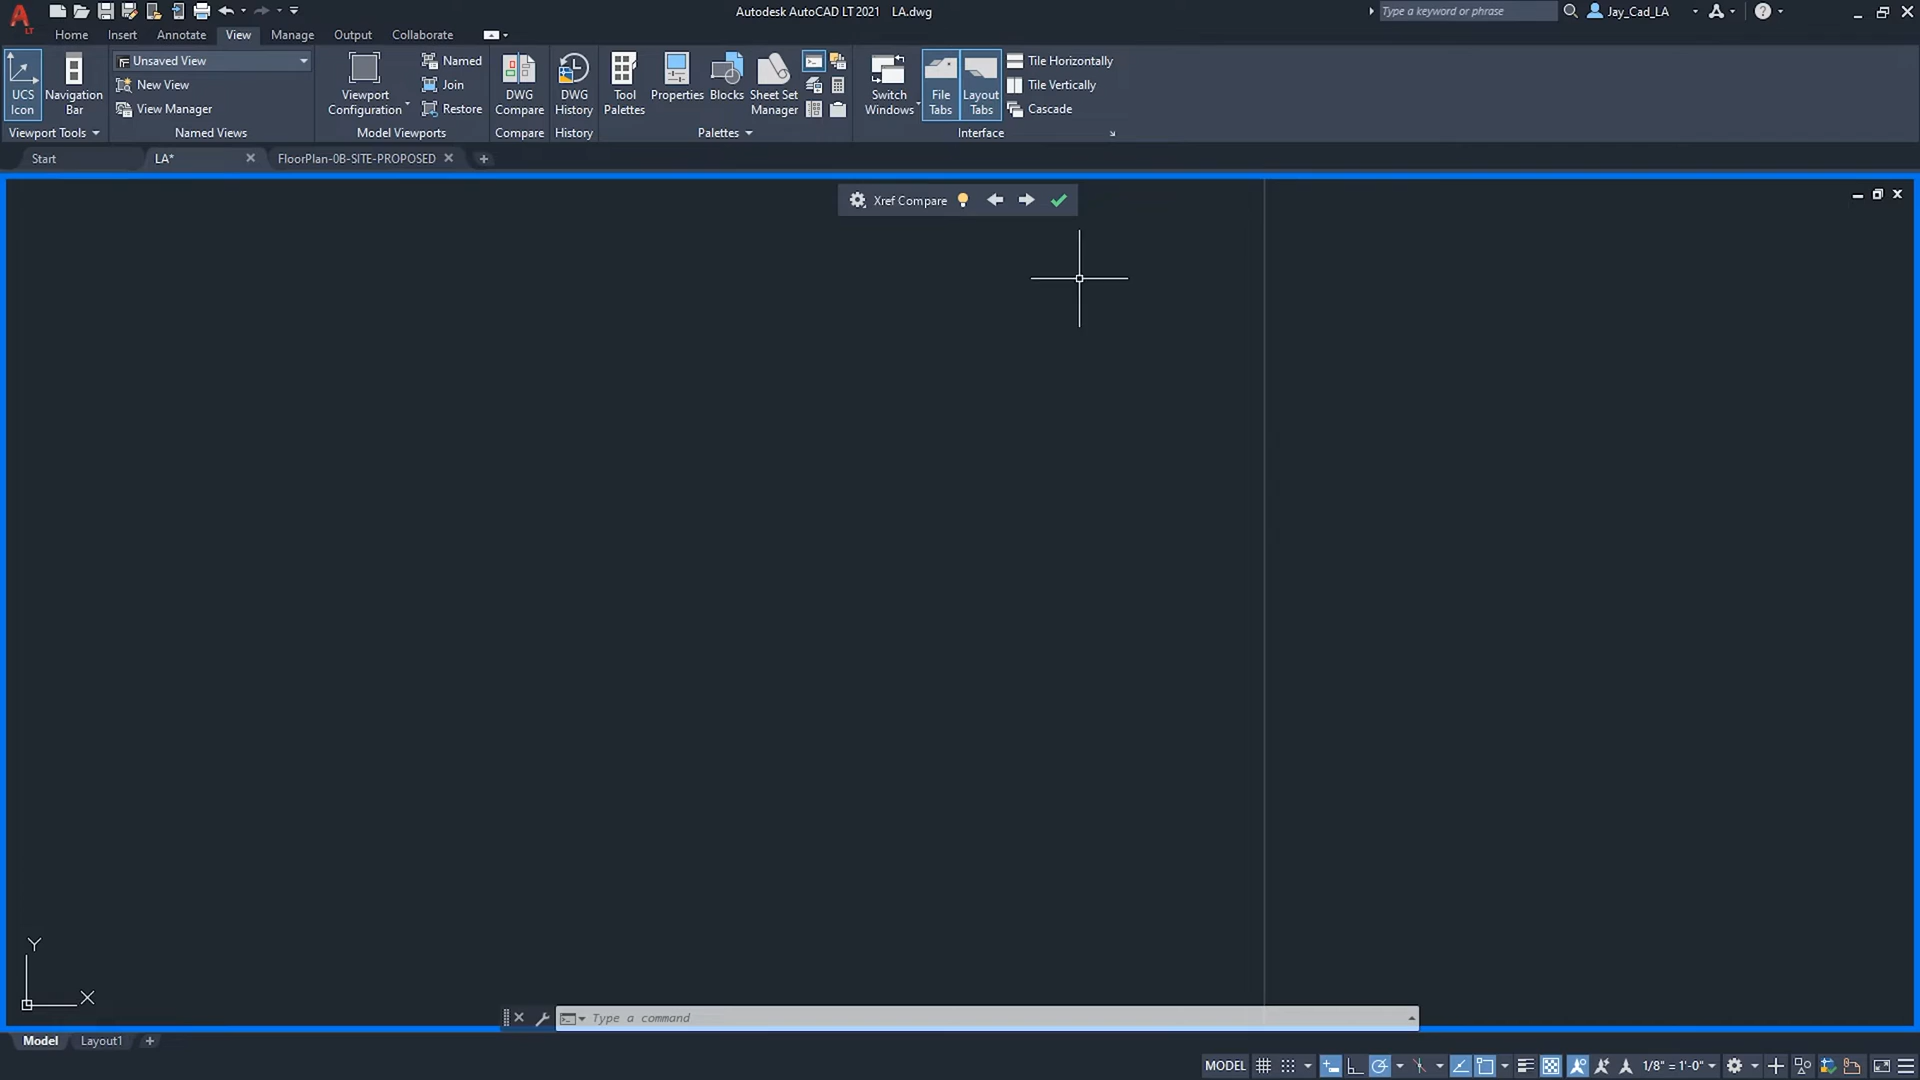 Autodesk AutoCAD LT 2021 LA.dwg
Type a keyword or phrase
Jay_Cad_LA
LT
Home Insert Annotate View Manage Output Collaborate
UCS Icon
Navigation Bar
Viewport Tools
Unsaved View
New View
View Manager
Named Views
Viewport Configuration
Named
Join
Restore
Model Viewports
DWG Compare
Compare
DWG History
History
Tool Palettes
Properties
Blocks
Sheet Set Manager
Palettes
Switch Windows
File Tabs
Layout Tabs
Tile Horizontally
Tile Vertically
Cascade
Interface
Start LA* FloorPlan-0B-SITE-PROPOSED
Xref Compare
Y
X
Type a command
Model Layout1
MODEL 1/8" = 1'-0"